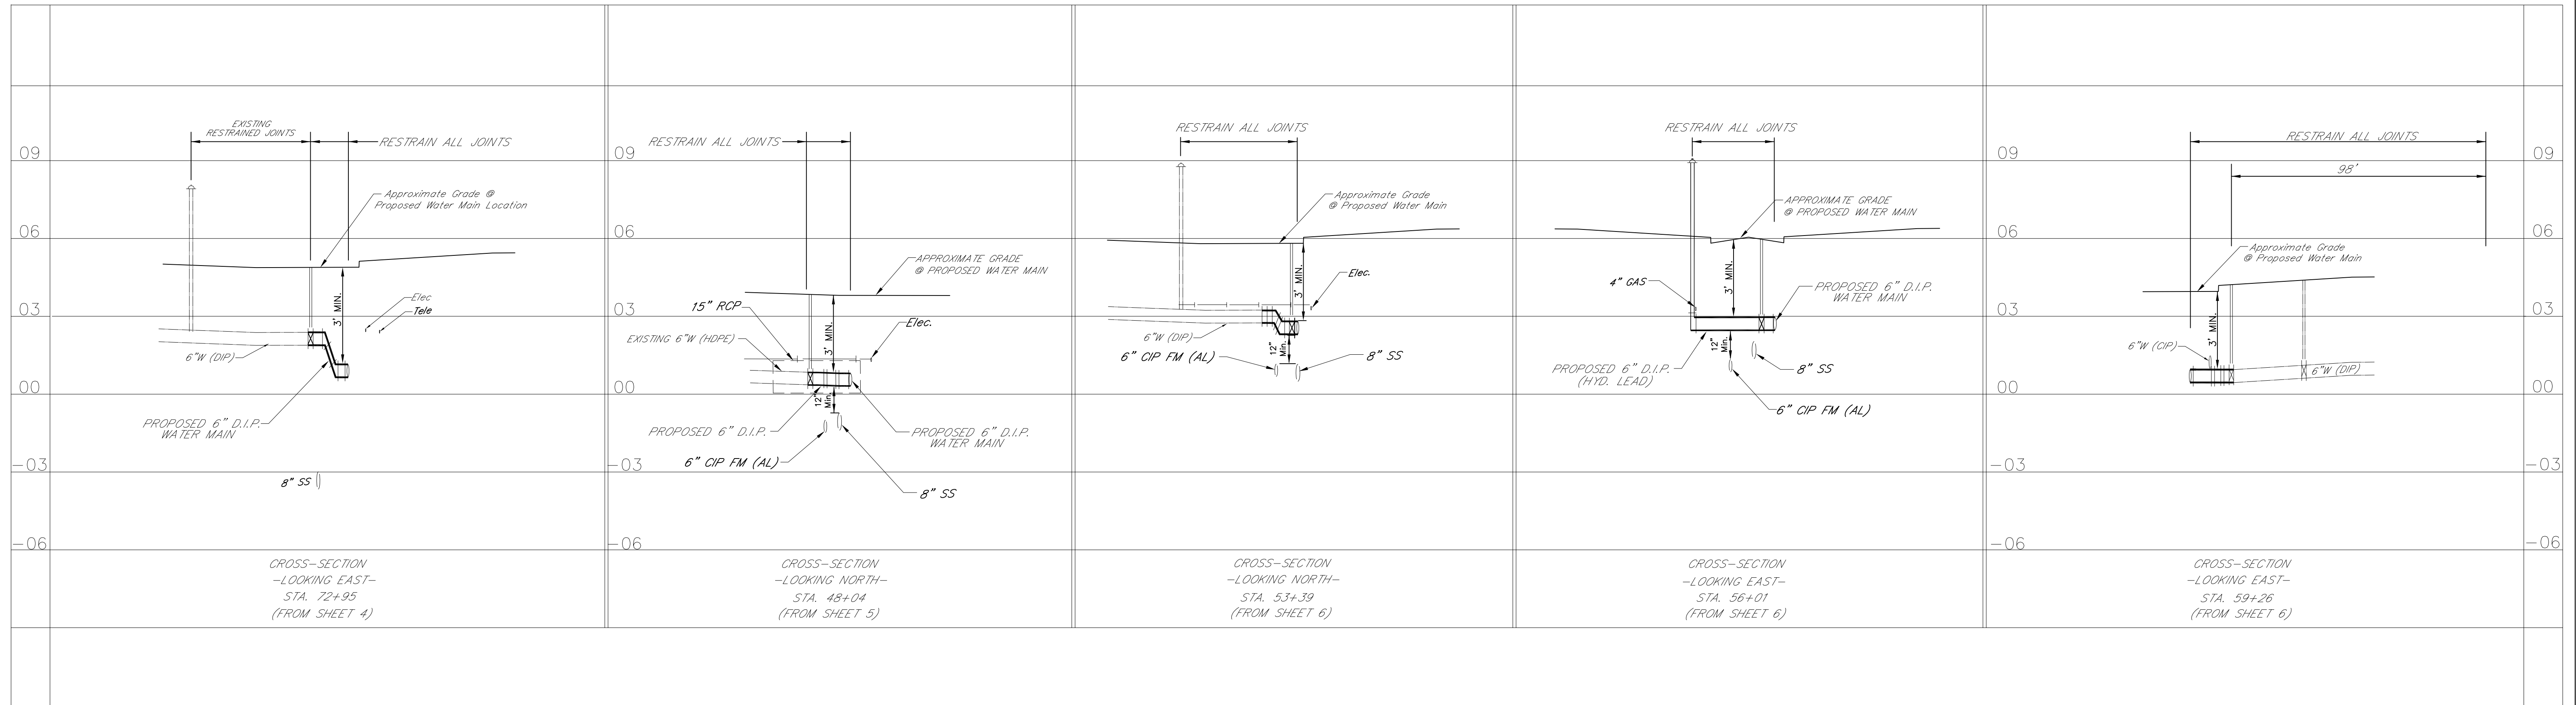 EXISTING
RESTRAINED JOINTS
RESTRAIN ALL JOINTS
09
06
03
00
-03
-06
Approximate Grade @
Proposed Water Main Location
3' MIN.
Elec
Tele
6"W (DIP)
PROPOSED 6" D.I.P.
WATER MAIN
8" SS
CROSS-SECTION
-LOOKING EAST-
STA. 72+95
(FROM SHEET 4)
RESTRAIN ALL JOINTS
09
06
03
00
-03
-06
APPROXIMATE GRADE
@ PROPOSED WATER MAIN
15" RCP
EXISTING 6"W (HDPE)
3' MIN.
Elec.
12"
Min.
PROPOSED 6" D.I.P.
PROPOSED 6" D.I.P.
WATER MAIN
6" CIP FM (AL)
8" SS
CROSS-SECTION
-LOOKING NORTH-
STA. 48+04
(FROM SHEET 5)
RESTRAIN ALL JOINTS
Approximate Grade
@ Proposed Water Main
3' MIN.
Elec.
6"W (DIP)
12"
Min.
6" CIP FM (AL)
8" SS
CROSS-SECTION
-LOOKING NORTH-
STA. 53+39
(FROM SHEET 6)
RESTRAIN ALL JOINTS
APPROXIMATE GRADE
@ PROPOSED WATER MAIN
4" GAS
3' MIN.
PROPOSED 6" D.I.P.
WATER MAIN
12"
Min.
PROPOSED 6" D.I.P.
(HYD. LEAD)
8" SS
6" CIP FM (AL)
CROSS-SECTION
-LOOKING EAST-
STA. 56+01
(FROM SHEET 6)
09
06
03
00
-03
-06
RESTRAIN ALL JOINTS
98'
Approximate Grade
@ Proposed Water Main
3' MIN.
6"W (CIP)
6"W (DIP)
CROSS-SECTION
-LOOKING EAST-
STA. 59+26
(FROM SHEET 6)
09
06
03
00
-03
-06